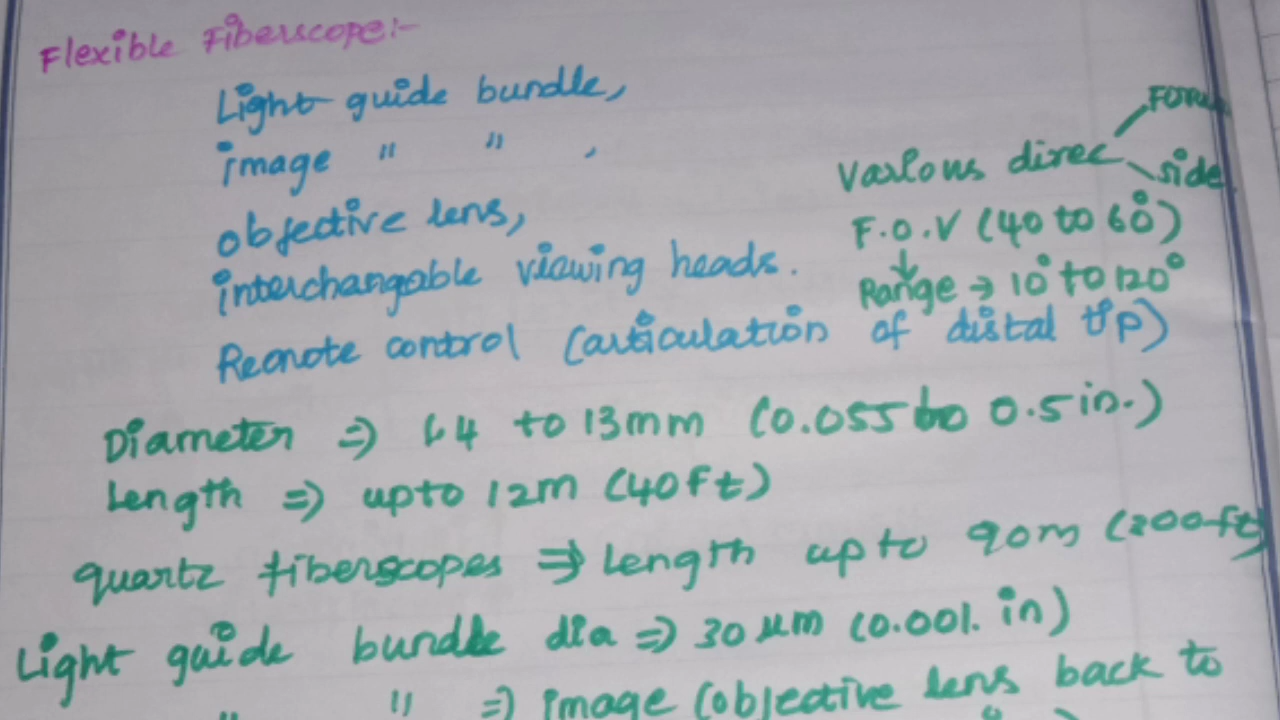 Flexible Fiberscope:-
Light guide bundle,
image " " ,
objective lens,
interchangable viewing heads.
Various direc
side
F.O.V (40 to 60°)
Range → 10° to 120°
Remote control (articulation of distal tip)
Diameter ⇒ 1.4 to 13mm (0.055 to 0.5 in.)
Length ⇒ upto 12m (40ft)
quartz fiberscopes ⇒ Length up to 90m (300ft)
Light guide bundle dia ⇒ 30 μm (0.001. in)
" " ⇒ image (objective lens back to